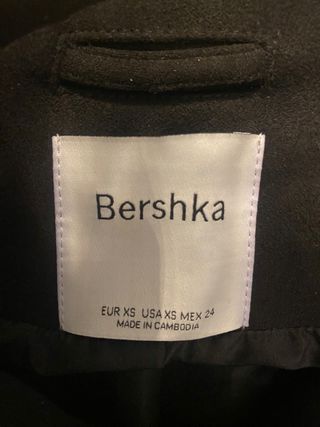 Bershka
EUR XS USA XS MEX 24
MADE IN CAMBODIA